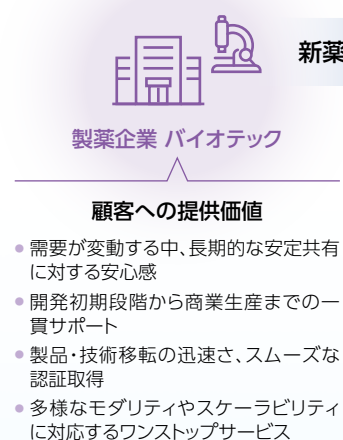 新薬
製薬企業 バイオテック
顧客への提供価値
● 需要が変動する中、長期的な安定共有
に対する安心感
● 開発初期段階から商業生産までの一
貫サポート
● 製品・技術移転の迅速さ、スムーズな
認証取得
● 多様なモダリティやスケーラビリティ
に対応するワンストップサービス